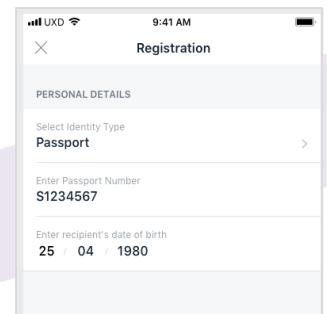 UXD 9:41 AM
Registration
PERSONAL DETAILS
Select Identity Type
Passport
Enter Passport Number
S1234567
Enter recipient's date of birth
25 / 04 / 1980